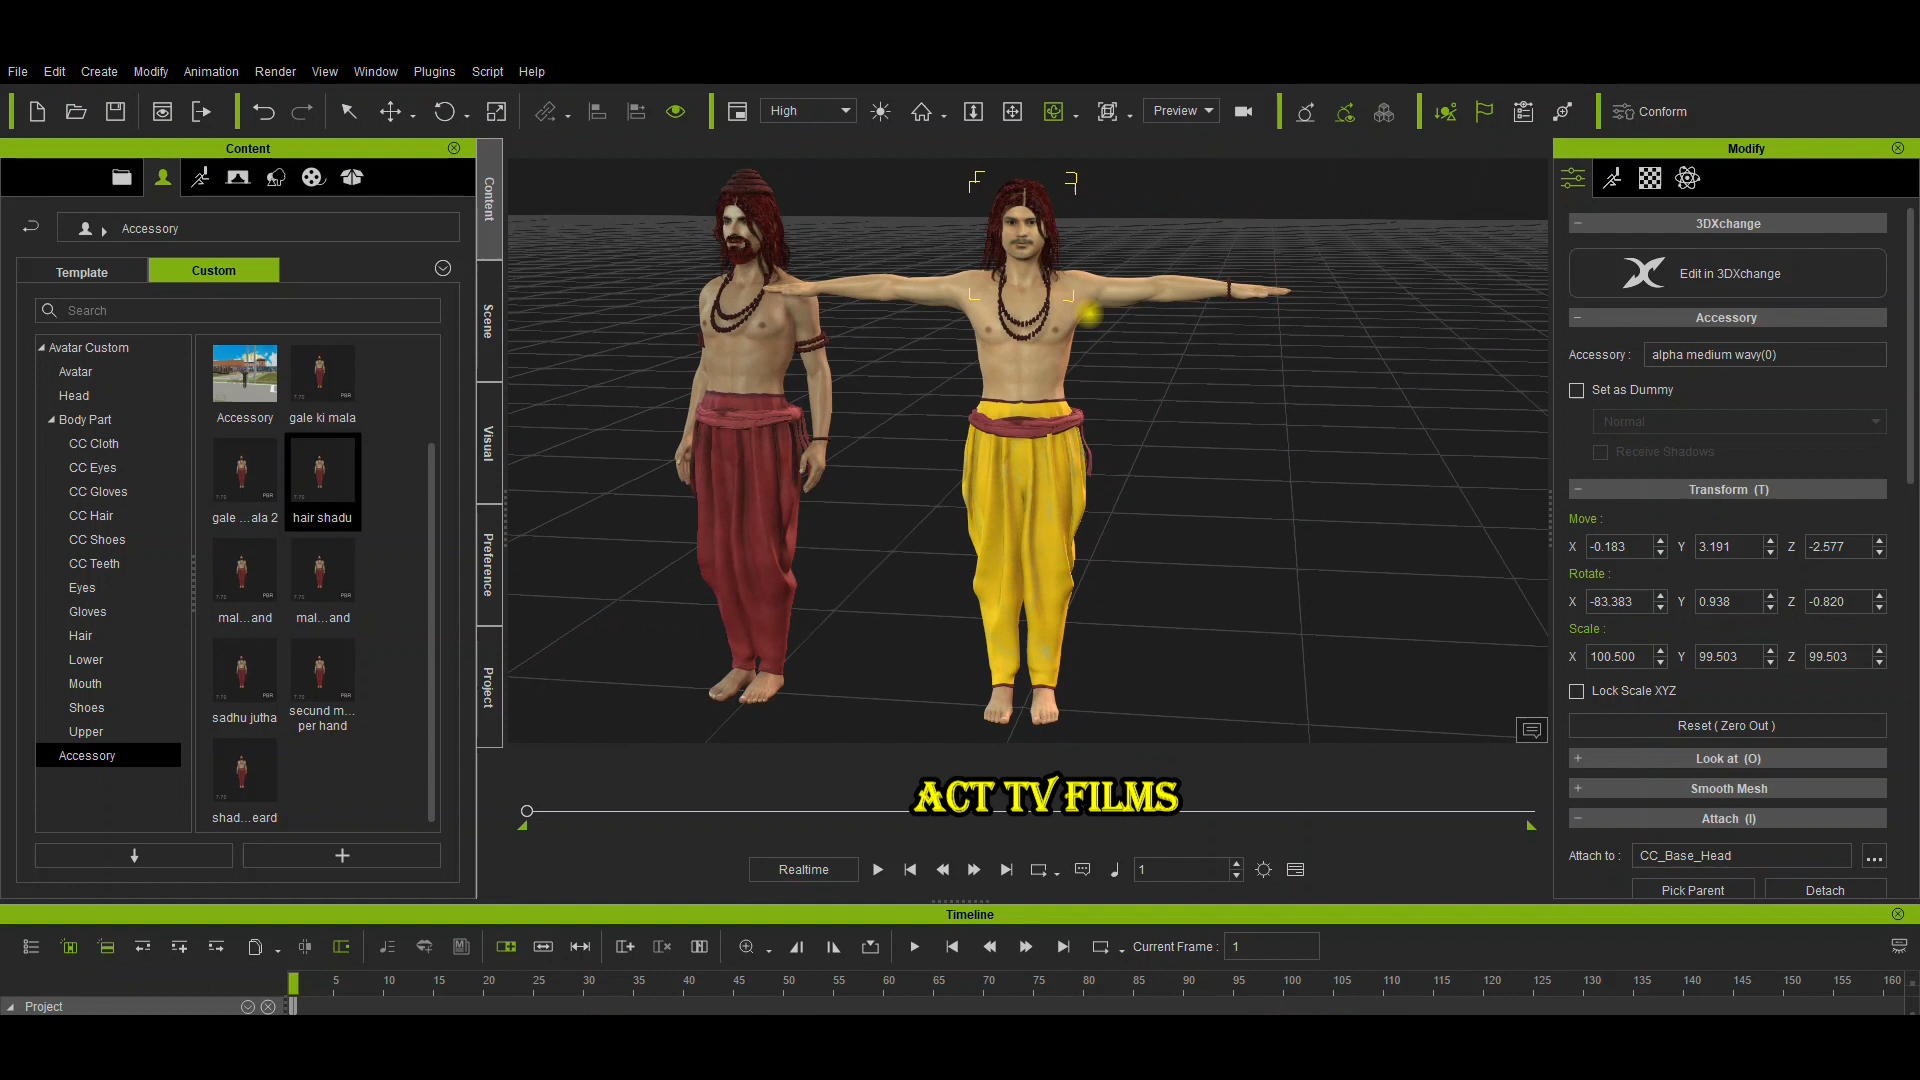 File Edit Create Modify Animation Render View Window Plugins Script Help
High
Preview
Conform
Content
Accessory
Template
Custom
Search
Avatar Custom
Avatar
Head
Body Part
CC Cloth
CC Eyes
CC Gloves
CC Hair
CC Shoes
CC Teeth
Eyes
Gloves
Hair
Lower
Mouth
Shoes
Upper
Accessory
Accessory
gale ki mala
gale ...ala 2
hair shadu
mal...and
mal...and
sadhu jutha
secund m...
per hand
shad...eard
Content
Scene
Visual
Preference
Project
ACT TV FILMS
Realtime
1
Modify
3DXchange
Edit in 3DXchange
Accessory
Accessory : alpha medium wavy(0)
Set as Dummy
Normal
Receive Shadows
Transform (T)
Move :
X -0.183 Y 3.191 Z -2.577
Rotate :
X -83.383 Y 0.938 Z -0.820
Scale :
X 100.500 Y 99.503 Z 99.503
Lock Scale XYZ
Reset ( Zero Out )
Look at (O)
Smooth Mesh
Attach (I)
Attach to : CC_Base_Head ...
Pick Parent
Detach
Timeline
Current Frame : 1
5 10 15 20 25 30 35 40 45 50 55 60 65 70 75 80 85 90 95 100 105 110 115 120 125 130 135 140 145 150 155 160
Project